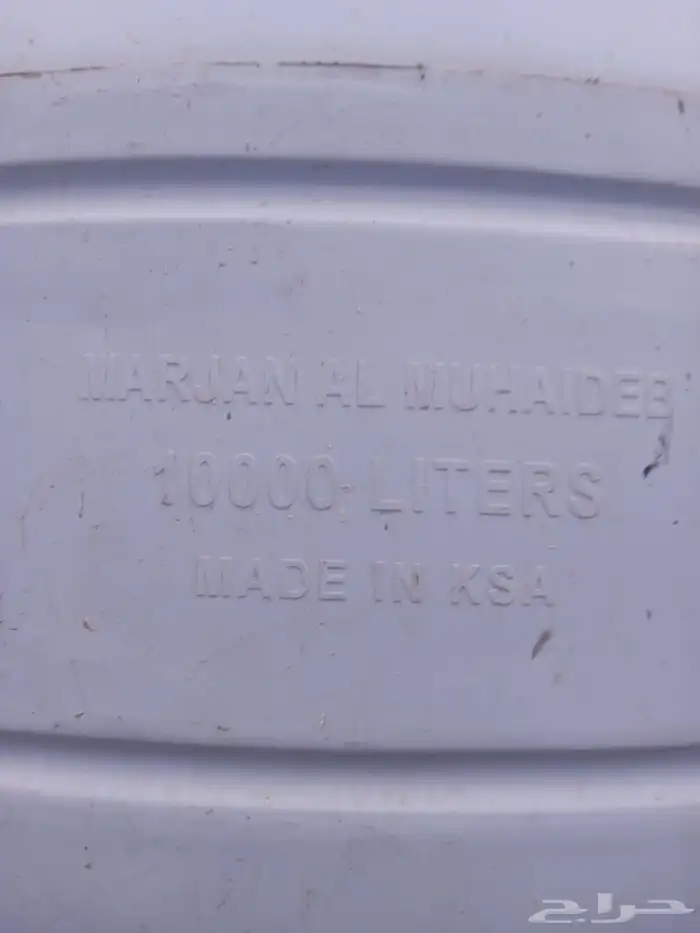 MARJAN AL MUHAIDEB
10000 LITERS
MADE IN KSA
حراج